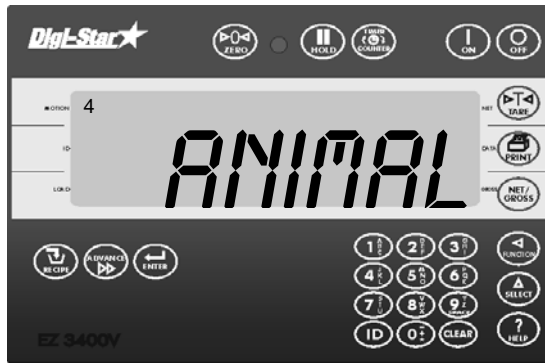 Digi-Star
ZERO
HOLD
TIMER
COUNTER
ON
OFF
MOTION
4
NET
TARE
ID
ANIMAL
DATA
PRINT
LOAD
GROSS
NET/
GROSS
RECIPE
ADVANCE
ENTER
1
2
3
FUNCTION
4
5
6
SELECT
7
8
9
SPACE
ID
0
CLEAR
?
HELP
EZ 3400V